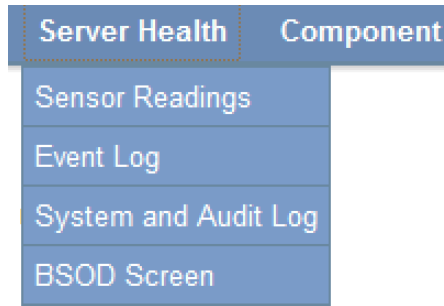 Server Health Component
Sensor Readings
Event Log
System and Audit Log
BSOD Screen